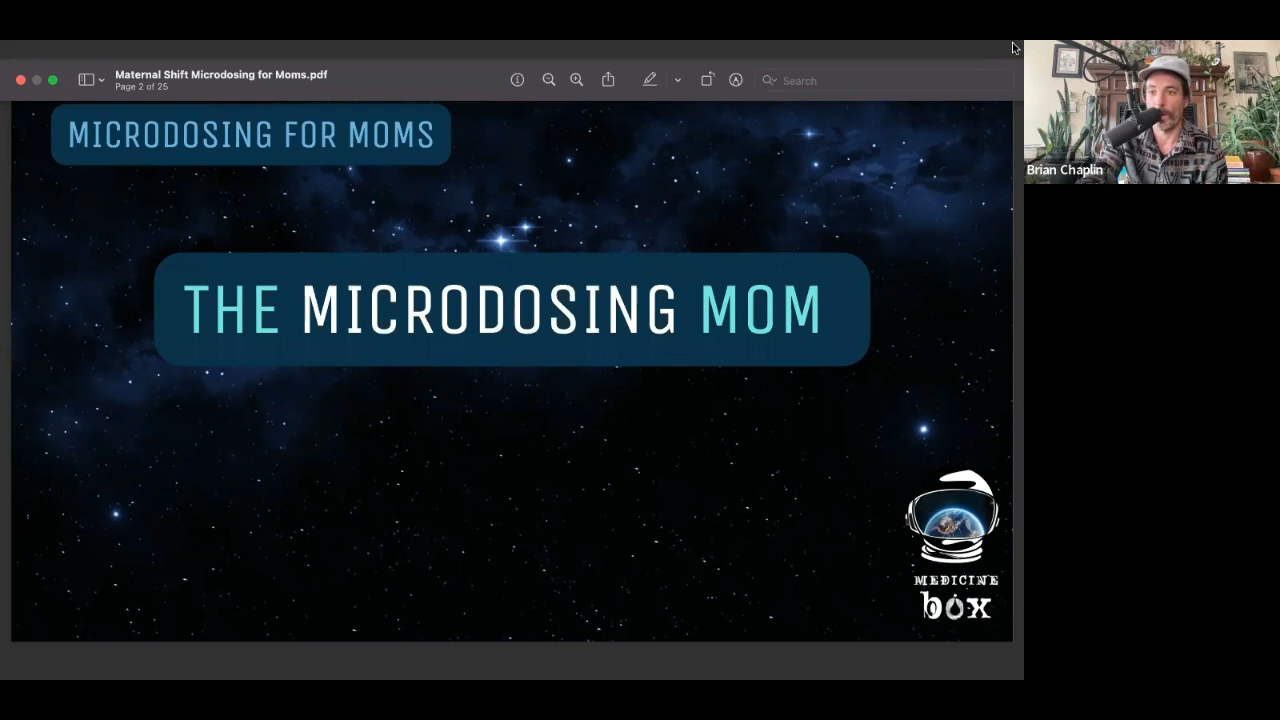 Maternal Shift Microdosing for Moms.pdf
Page 2 of 25
Search
MICRODOSING FOR MOMS
THE MICRODOSING MOM
MEDICINE
box
Brian Chaplin